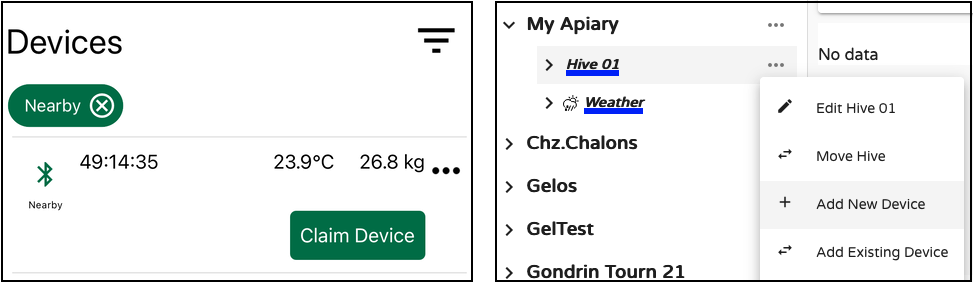 Devices
Nearby
49:14:35 23.9°C 26.8 kg
Nearby
Claim Device
My Apiary
Hive 01
Weather
Chz.Chalons
Gelos
GelTest
Gondrin Tourn 21
No data
Edit Hive 01
Move Hive
Add New Device
Add Existing Device